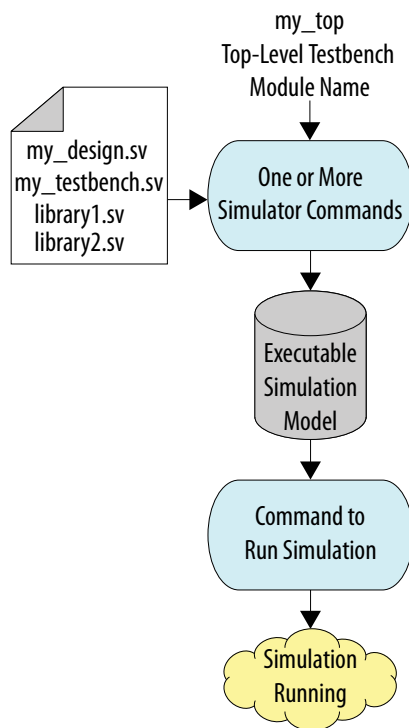 my_top
Top-Level Testbench
Module Name
my_design.sv
my_testbench.sv
library1.sv
library2.sv
One or More
Simulator Commands
Executable
Simulation
Model
Command to
Run Simulation
Simulation
Running